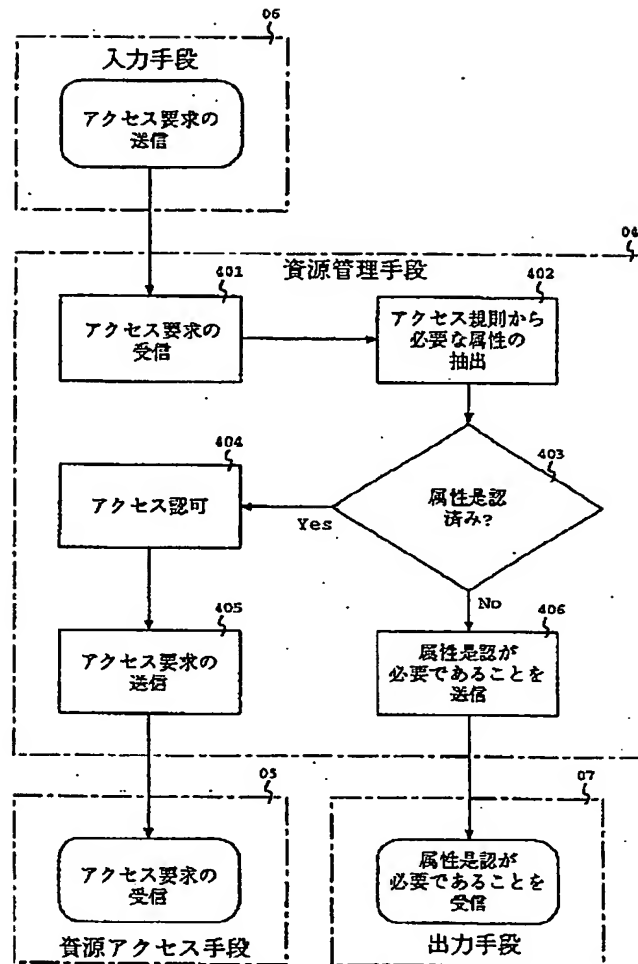 06
入力手段
アクセス要求の
送信
04
資源管理手段
401
アクセス要求の
受信
402
アクセス規則から
必要な属性の
抽出
403
属性是認
済み?
Yes
No
404
アクセス認可
405
アクセス要求の
送信
406
属性是認が
必要であることを
送信
05
アクセス要求の
受信
資源アクセス手段
07
属性是認が
必要であることを
受信
出力手段